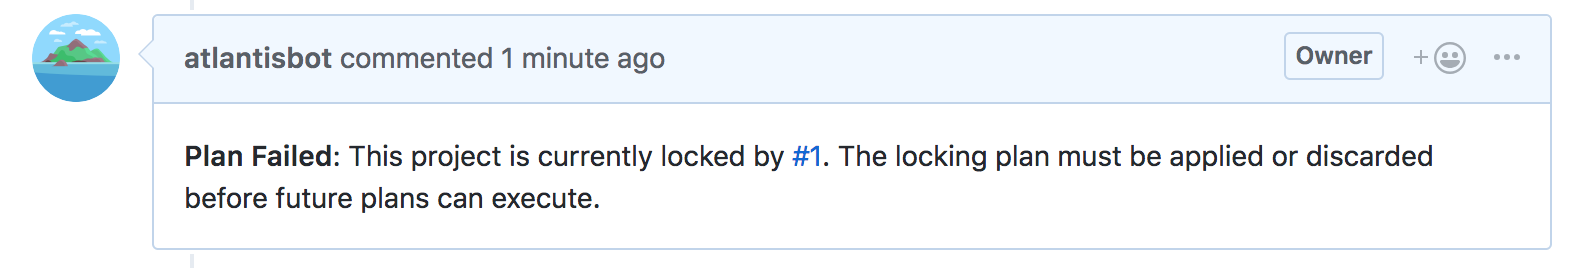 atlantisbot commented 1 minute ago
Owner
Plan Failed: This project is currently locked by #1. The locking plan must be applied or discarded
before future plans can execute.